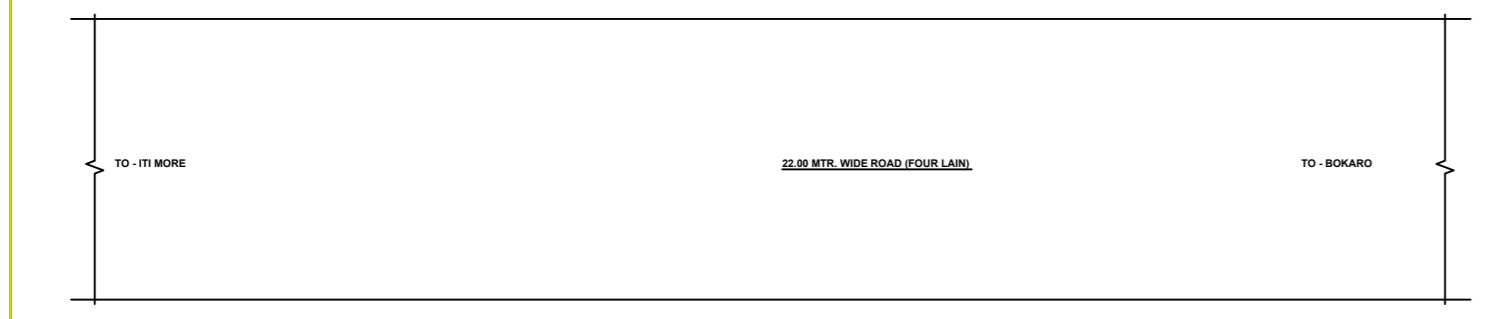 TO - ITI MORE
22.00 MTR. WIDE ROAD (FOUR LAIN)
TO - BOKARO